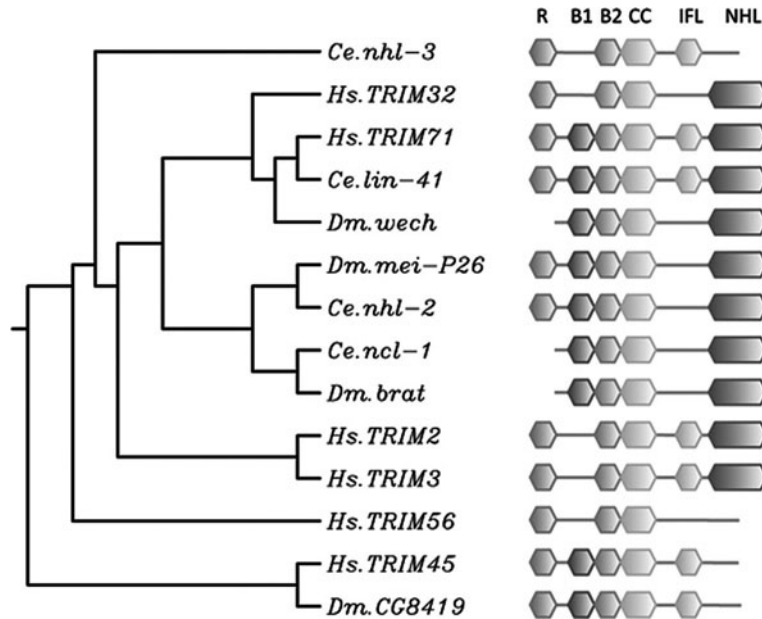 R B1 B2 CC IFL NHL
Ce.nhl-3
Hs.TRIM32
Hs.TRIM71
Ce.lin-41
Dm.wech
Dm.mei-P26
Ce.nhl-2
Ce.ncl-1
Dm.brat
Hs.TRIM2
Hs.TRIM3
Hs.TRIM56
Hs.TRIM45
Dm.CG8419